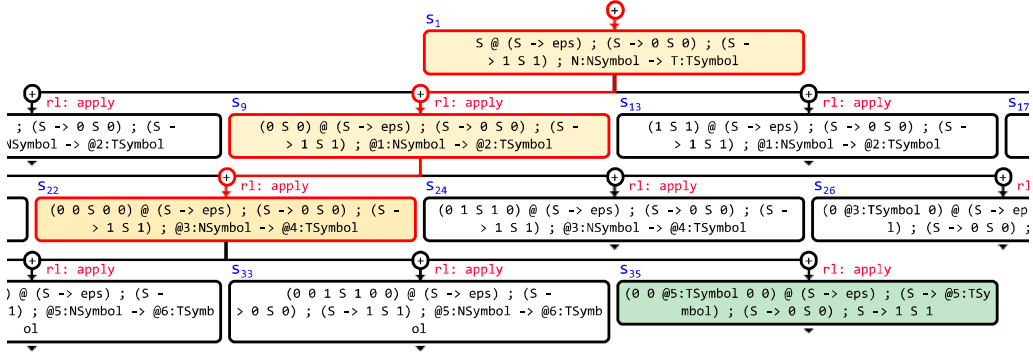 S1
S @ (S -> eps) ; (S -> 0 S 0) ; (S -
> 1 S 1) ; N:NSymbol -> T:TSymbol
rl: apply
S9
rl: apply
S13
rl: apply
S17
; (S -> 0 S 0) ; (S -
NSymbol -> @2:TSymbol
(0 S 0) @ (S -> eps) ; (S -> 0 S 0) ; (S -
> 1 S 1) ; @1:NSymbol -> @2:TSymbol
(1 S 1) @ (S -> eps) ; (S -> 0 S 0) ; (S -
> 1 S 1) ; @1:NSymbol -> @2:TSymbol
S22
rl: apply
S24
rl: apply
S26
rl
(0 0 S 0 0) @ (S -> eps) ; (S -> 0 S 0) ; (S -
> 1 S 1) ; @3:NSymbol -> @4:TSymbol
(0 1 S 1 0) @ (S -> eps) ; (S -> 0 S 0) ; (S -
> 1 S 1) ; @3:NSymbol -> @4:TSymbol
(0 @3:TSymbol 0) @ (S -> ep
l) ; (S -> 0 S 0) ;
rl: apply
S33
rl: apply
S35
rl: apply
) @ (S -> eps) ; (S -
1) ; @5:NSymbol -> @6:TSymb
ol
(0 0 1 S 1 0 0) @ (S -> eps) ; (S -
> 0 S 0) ; (S -> 1 S 1) ; @5:NSymbol -> @6:TSymb
ol
(0 0 @5:TSymbol 0 0) @ (S -> eps) ; (S -> @5:TSy
mbol) ; (S -> 0 S 0) ; S -> 1 S 1